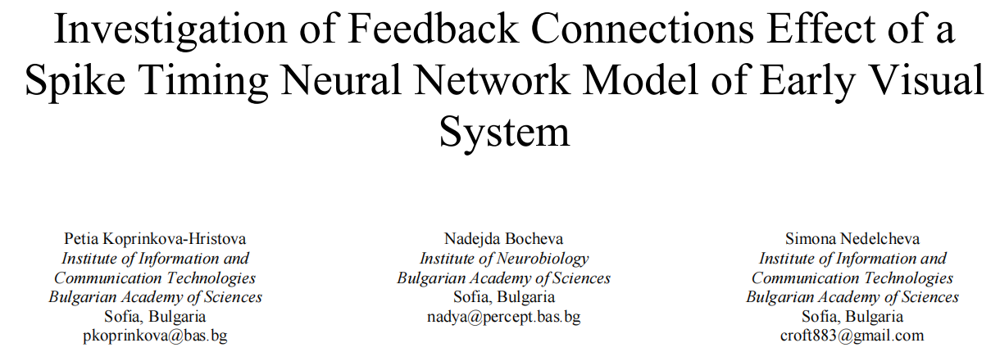 Investigation of Feedback Connections Effect of a
Spike Timing Neural Network Model of Early Visual
System
Petia Koprinkova-Hristova
Institute of Information and
Communication Technologies
Bulgarian Academy of Sciences
Sofia, Bulgaria
pkoprinkova@bas.bg
Nadejda Bocheva
Institute of Neurobiology
Bulgarian Academy of Sciences
Sofia, Bulgaria
nadya@percept.bas.bg
Simona Nedelcheva
Institute of Information and
Communication Technologies
Bulgarian Academy of Sciences
Sofia, Bulgaria
croft883@gmail.com